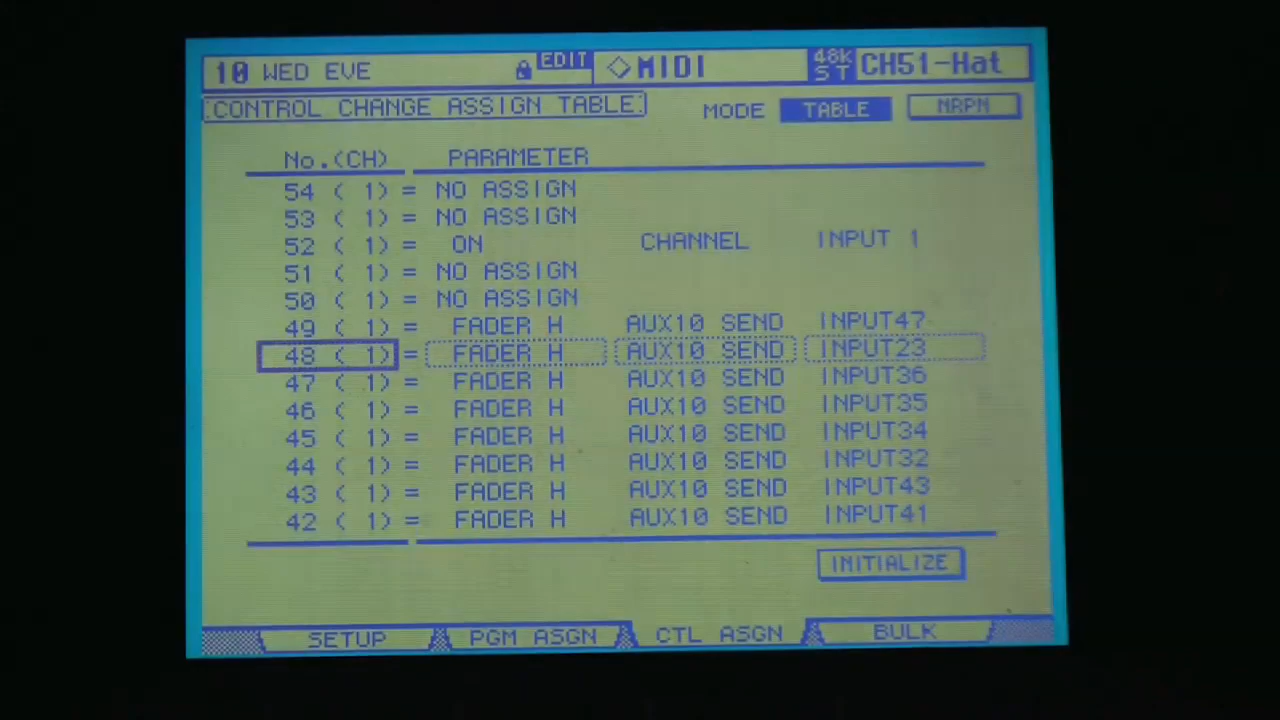 10 WED EVE EDIT ◇MIDI 48K ST CH51-Hat
CONTROL CHANGE ASSIGN TABLE MODE TABLE NRPN
No.(CH) PARAMETER
54 ( 1) = NO ASSIGN
53 ( 1) = NO ASSIGN
52 ( 1) = ON CHANNEL INPUT 1
51 ( 1) = NO ASSIGN
50 ( 1) = NO ASSIGN
49 ( 1) = FADER H AUX10 SEND INPUT47
48 ( 1) = FADER H AUX10 SEND INPUT23
47 ( 1) = FADER H AUX10 SEND INPUT36
46 ( 1) = FADER H AUX10 SEND INPUT35
45 ( 1) = FADER H AUX10 SEND INPUT34
44 ( 1) = FADER H AUX10 SEND INPUT32
43 ( 1) = FADER H AUX10 SEND INPUT43
42 ( 1) = FADER H AUX10 SEND INPUT41
INITIALIZE
SETUP PGM ASGN CTL ASGN BULK